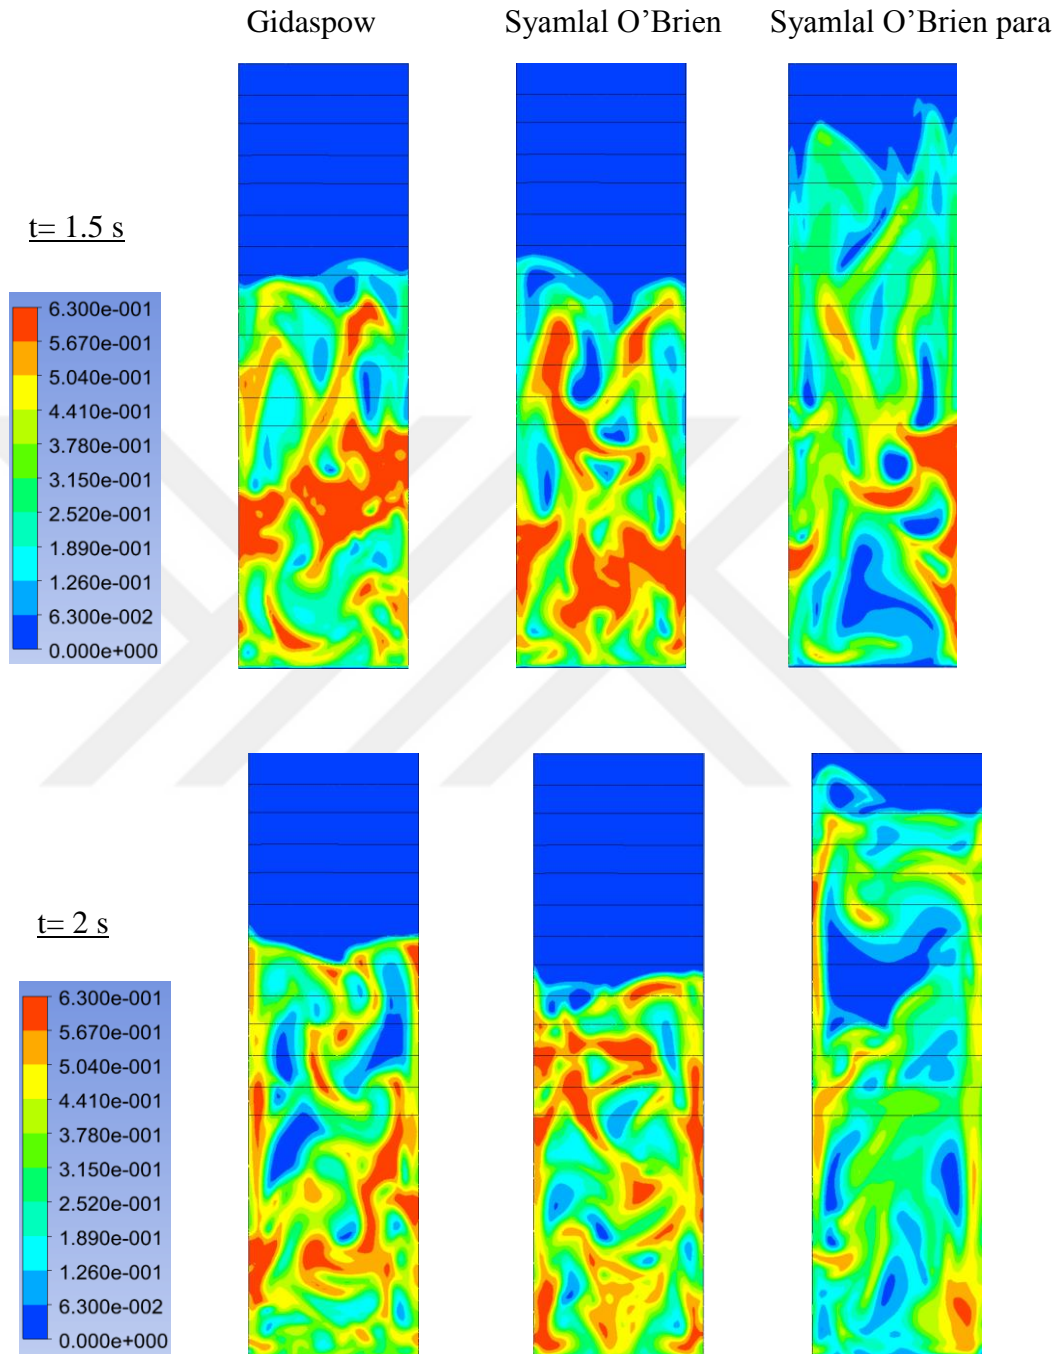 Gidaspow
Syamlal O’Brien
Syamlal O’Brien para
t= 1.5 s
6.300e-001
5.670e-001
5.040e-001
4.410e-001
3.780e-001
3.150e-001
2.520e-001
1.890e-001
1.260e-001
6.300e-002
0.000e+000
t= 2 s
6.300e-001
5.670e-001
5.040e-001
4.410e-001
3.780e-001
3.150e-001
2.520e-001
1.890e-001
1.260e-001
6.300e-002
0.000e+000